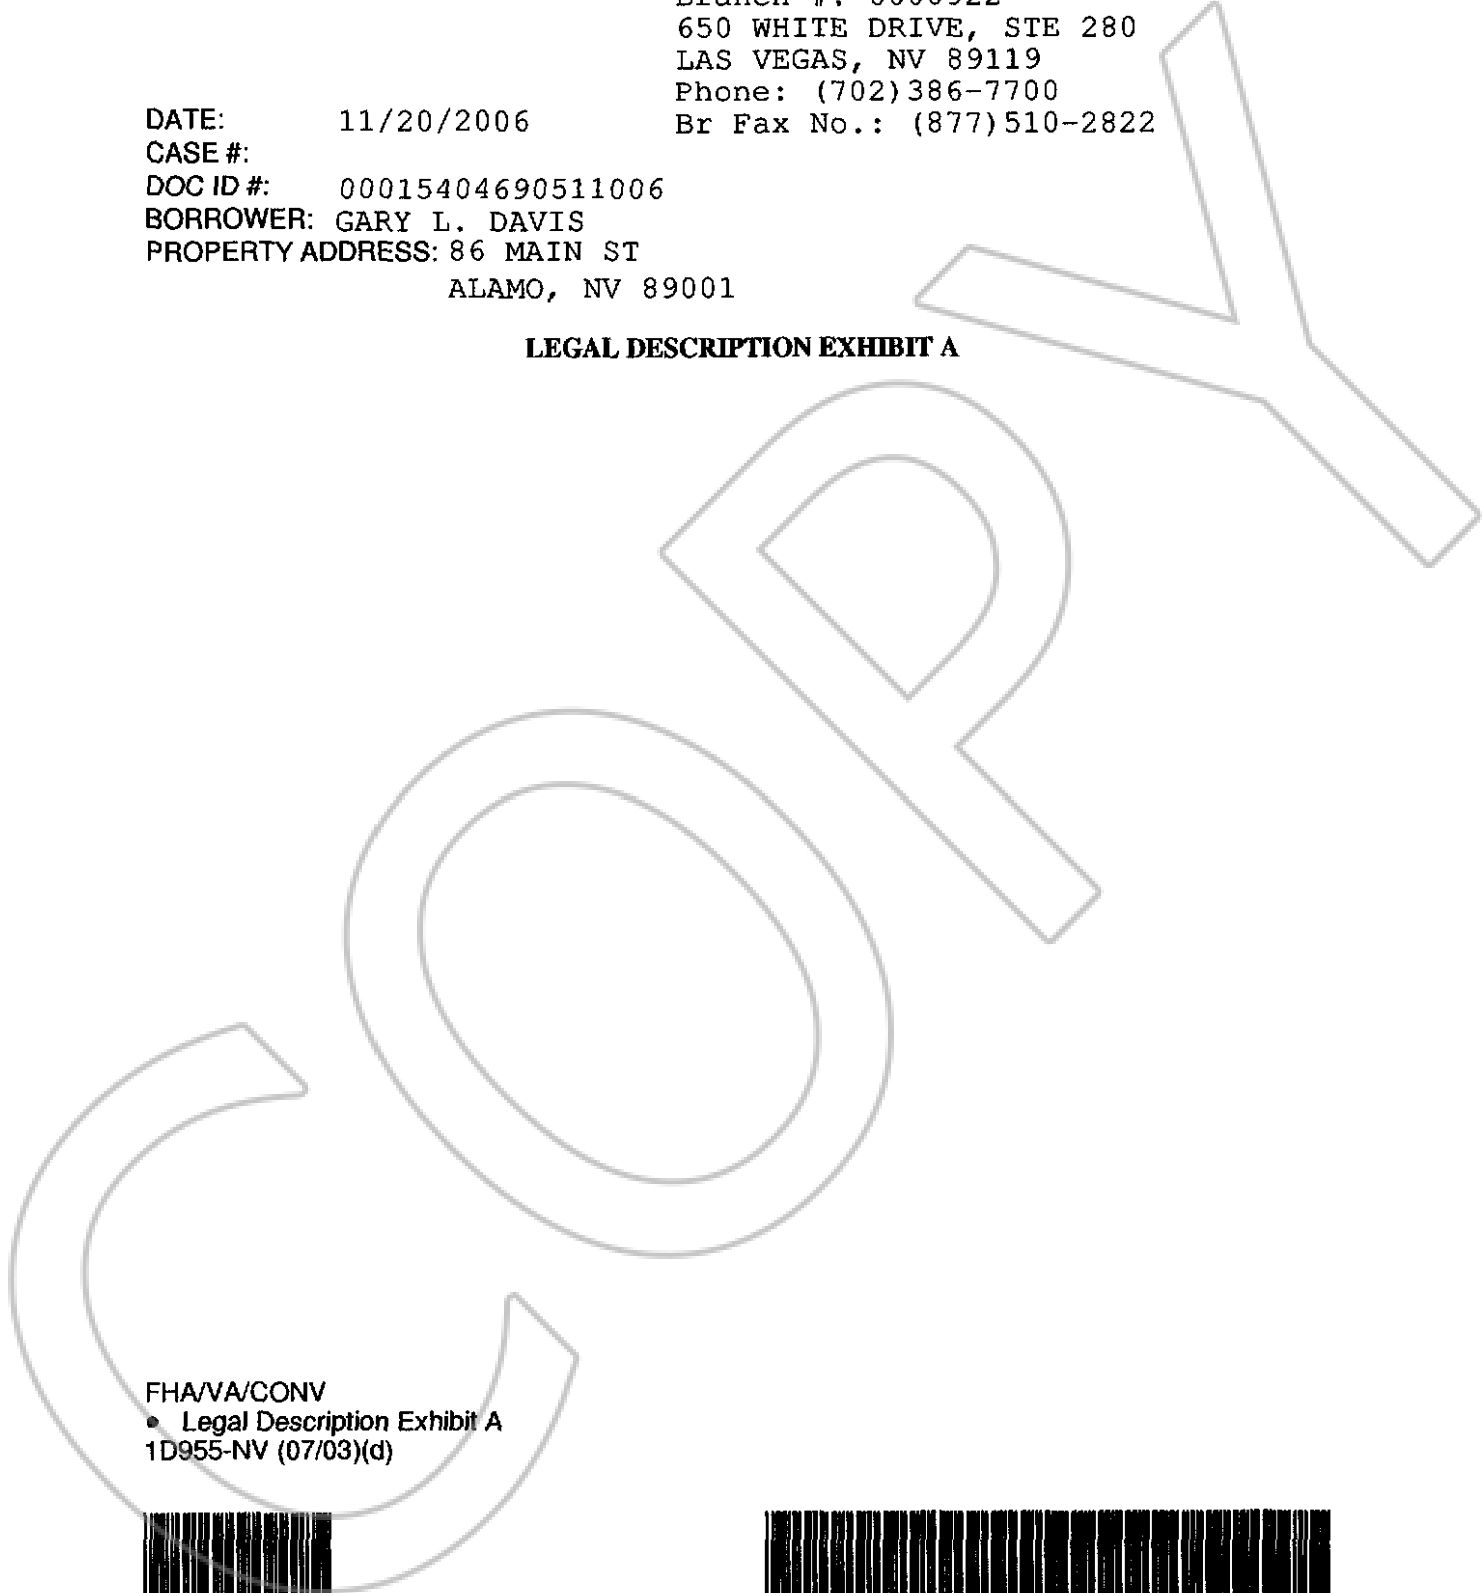 Branch #: 0000922
650 WHITE DRIVE, STE 280
LAS VEGAS, NV 89119
Phone: (702)386-7700
Br Fax No.: (877)510-2822
DATE: 11/20/2006
CASE #:
DOC ID #: 00015404690511006
BORROWER: GARY L. DAVIS
PROPERTY ADDRESS: 86 MAIN ST
ALAMO, NV 89001
LEGAL DESCRIPTION EXHIBIT A
COPY
FHA/VA/CONV
• Legal Description Exhibit A
1D955-NV (07/03)(d)